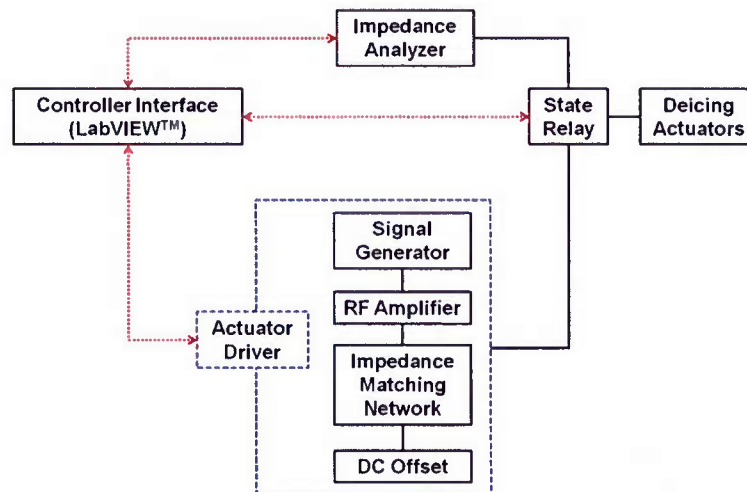 Impedance
Analyzer
Controller Interface
(LabVIEW™)
State
Relay
Deicing
Actuators
Signal
Generator
RF Amplifier
Actuator
Driver
Impedance
Matching
Network
DC Offset